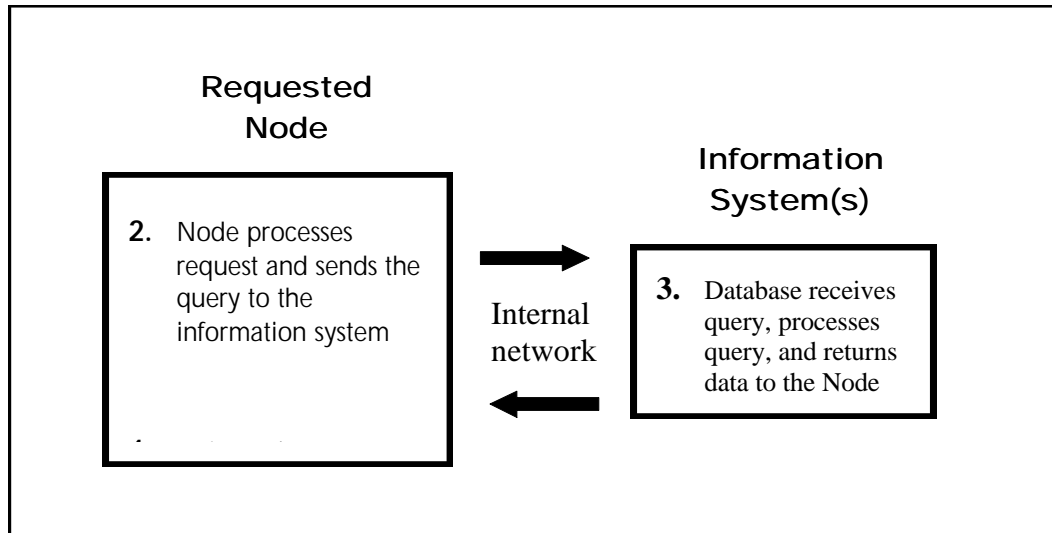 Requested
Node
Information
System(s)
2. Node processes
request and sends the
query to the
information system
Internal
network
3. Database receives
query, processes
query, and returns
data to the Node